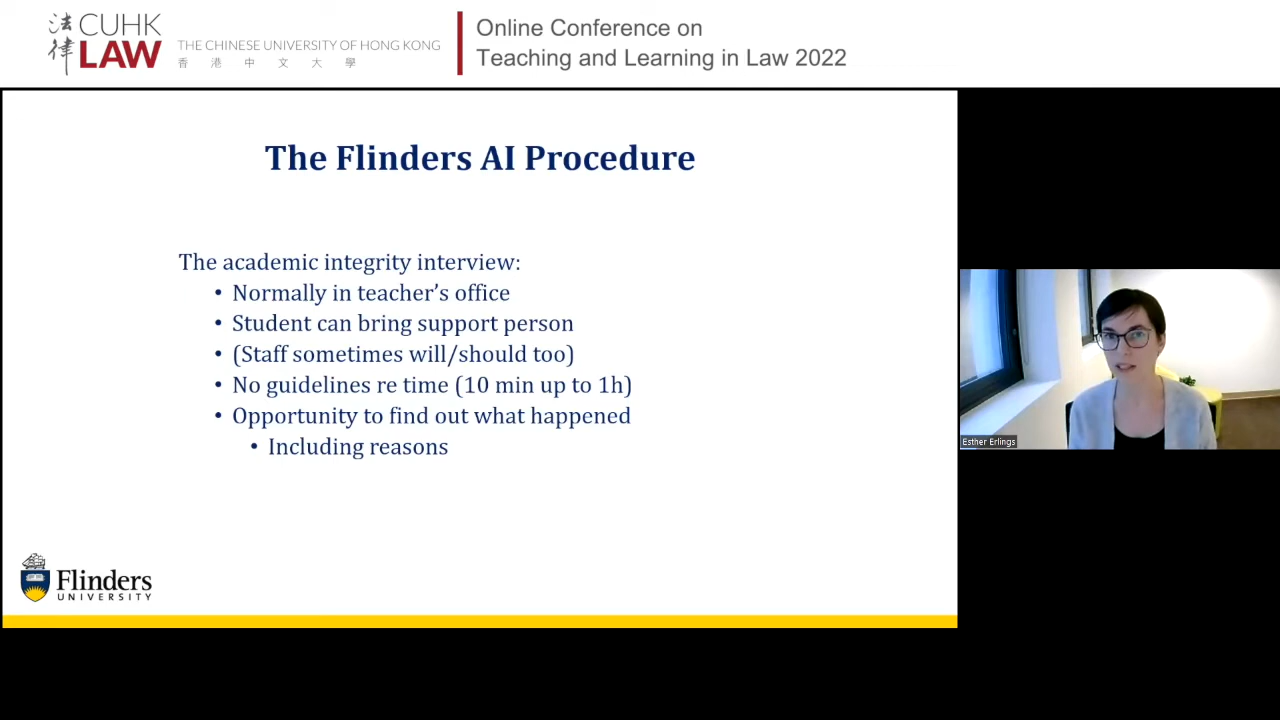 法律
CUHK
LAW
THE CHINESE UNIVERSITY OF HONG KONG
香港中文大學
Online Conference on
Teaching and Learning in Law 2022
The Flinders AI Procedure
The academic integrity interview:
• Normally in teacher’s office
• Student can bring support person
• (Staff sometimes will/should too)
• No guidelines re time (10 min up to 1h)
• Opportunity to find out what happened
• Including reasons
Esther Erlings
Flinders
UNIVERSITY